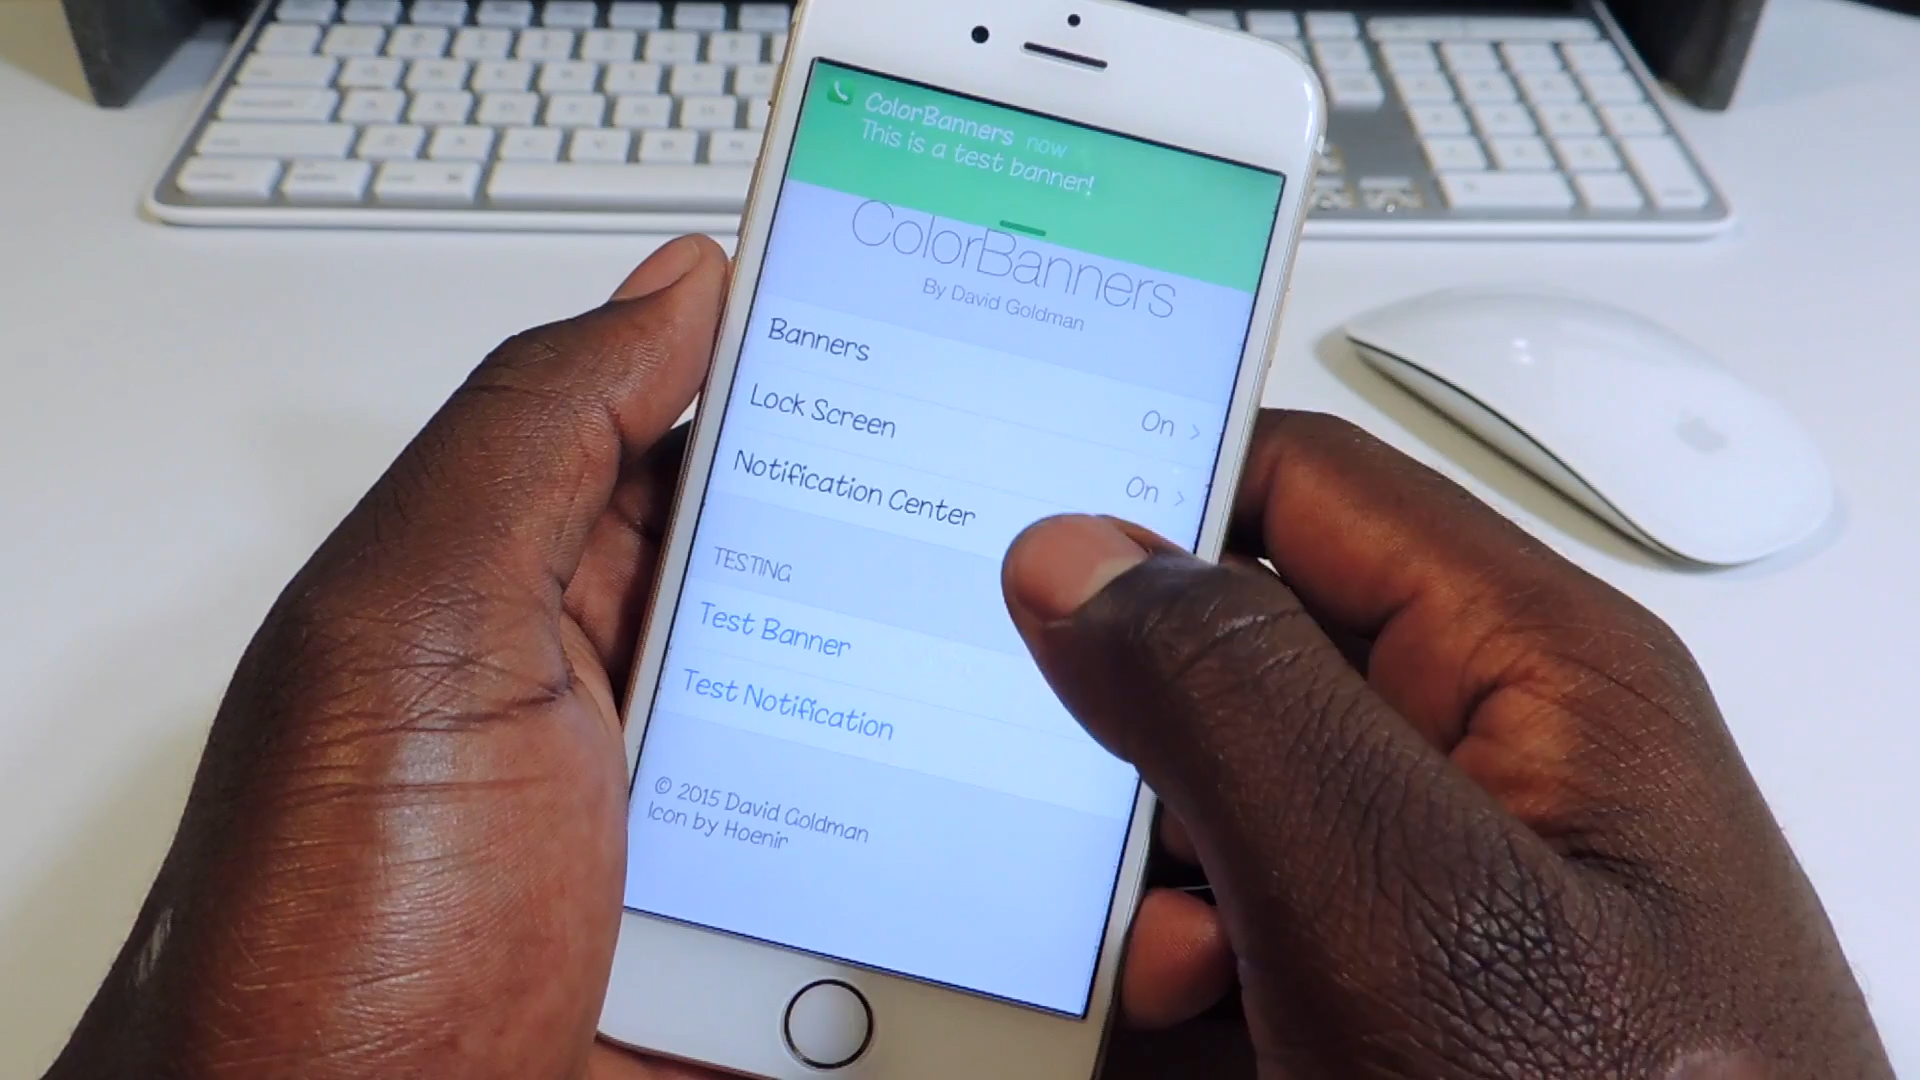 ColorBanners now
This is a test banner!
ColorBanners
By David Goldman
Banners
On
Lock Screen
On
Notification Center
TESTING
Test Banner
Test Notification
© 2015 David Goldman
Icon by Hoenir